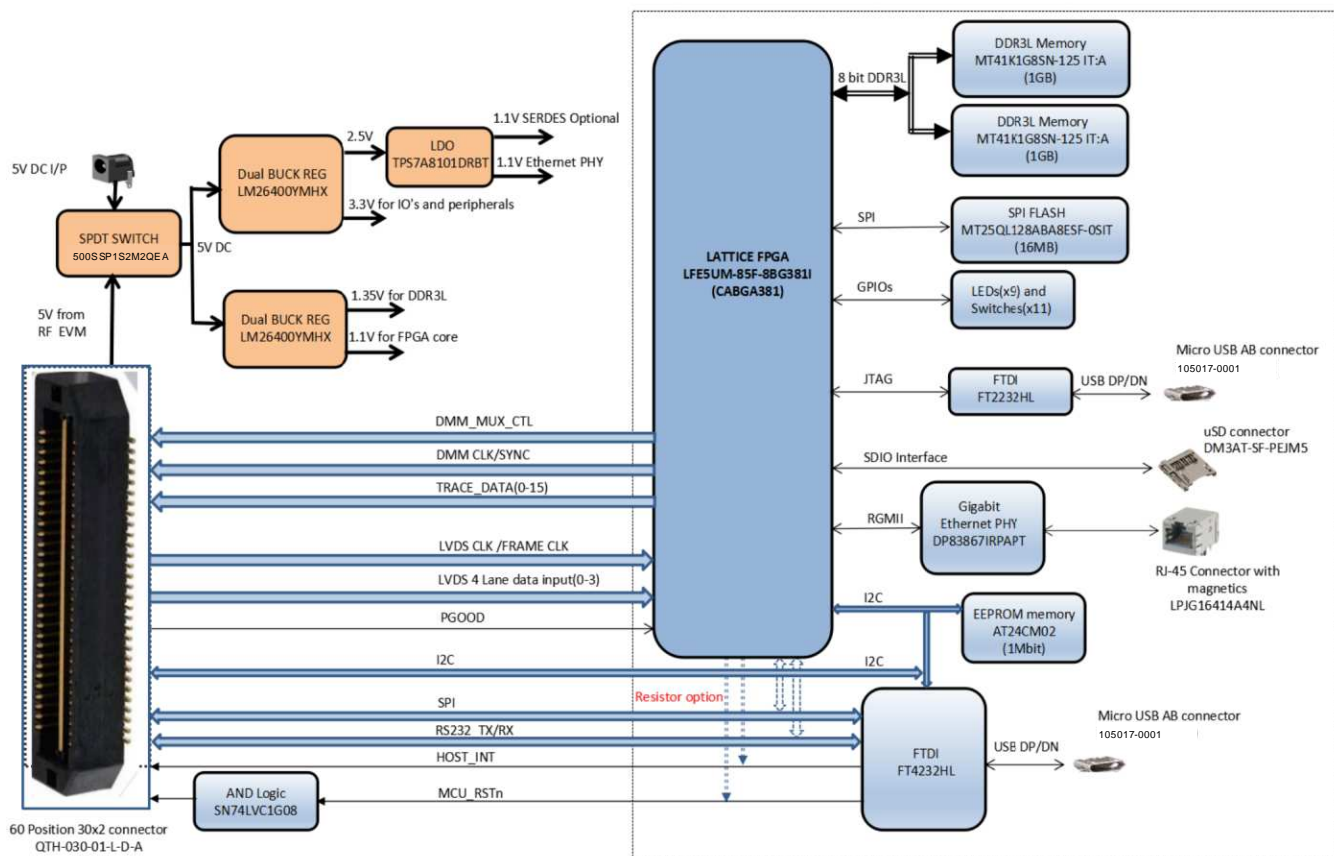 DDR3L Memory
MT41K1G8SN-125 IT:A
(1GB)
8 bit DDR3L
DDR3L Memory
MT41K1G8SN-125 IT:A
(1GB)
1.1V SERDES Optional
2.5V
LDO
TPS7A8101DRBT
1.1V Ethernet PHY
5V DC I/P
Dual BUCK REG
LM26400YMHX
3.3V for IO's and peripherals
SPDT SWITCH
500SSP1S2M2QEA
5V DC
SPI
SPI FLASH
MT25QL128ABA8ESF-0SIT
(16MB)
LATTICE FPGA
LFE5UM-85F-8BG381I
(CABGA381)
GPIOs
LEDs(x9) and
Switches(x11)
5V from
RF EVM
1.35V for DDR3L
Dual BUCK REG
LM26400YMHX
1.1V for FPGA core
Micro USB AB connector
105017-0001
JTAG
FTDI
FT2232HL
USB DP/DN
DMM_MUX_CTL
uSD connector
DM3AT-SF-PEJM5
DMM CLK/SYNC
SDIO Interface
TRACE_DATA(0-15)
RGMII
Gigabit
Ethernet PHY
DP83867IRPAPT
LVDS CLK /FRAME CLK
RJ-45 Connector with
magnetics
LPJG16414A4NL
LVDS 4 Lane data input(0-3)
I2C
EEPROM memory
AT24CM02
(1Mbit)
PGOOD
I2C
I2C
Resistor option
SPI
RS232 TX/RX
Micro USB AB connector
105017-0001
FTDI
FT4232HL
USB DP/DN
HOST_INT
AND Logic
SN74LVC1G08
MCU_RSTn
60 Position 30x2 connector
QTH-030-01-L-D-A